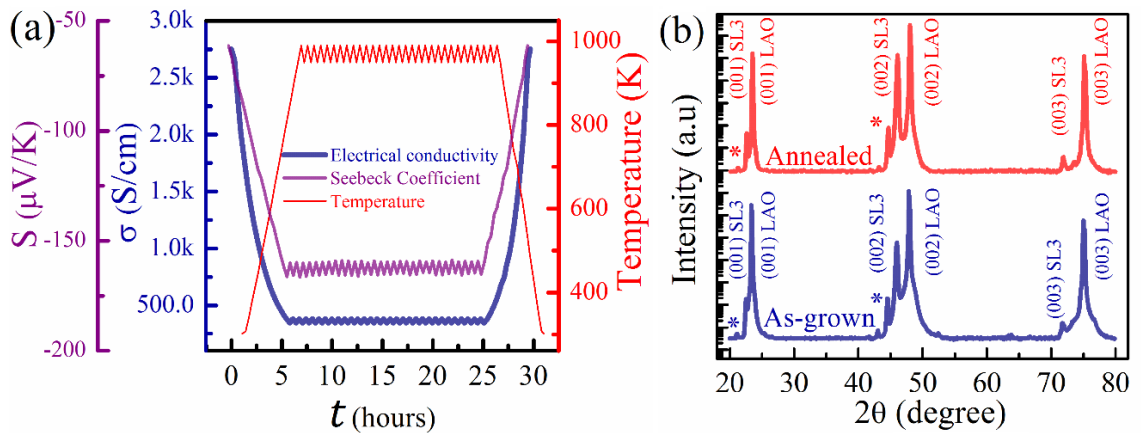 (a)
S (μV/K)
-50
-100
-150
-200
σ (S/cm)
3.0k
2.5k
2.0k
1.5k
1.0k
500.0
Electrical conductivity
Seebeck Coefficient
Temperature
Temperature (K)
1000
800
600
400
0 5 10 15 20 25 30
t (hours)
(b)
Intensity (a.u)
(001) SL3
(001) LAO
(002) SL3
(002) LAO
(003) SL3
(003) LAO
*
*
Annealed
(001) SL3
(001) LAO
(002) SL3
(002) LAO
(003) SL3
(003) LAO
*
*
As-grown
20 30 40 50 60 70 80
2θ (degree)